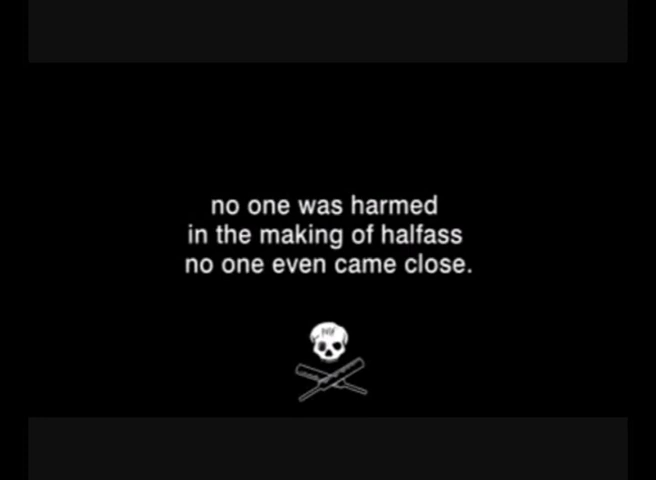 no one was harmed
in the making of halfass
no one even came close.